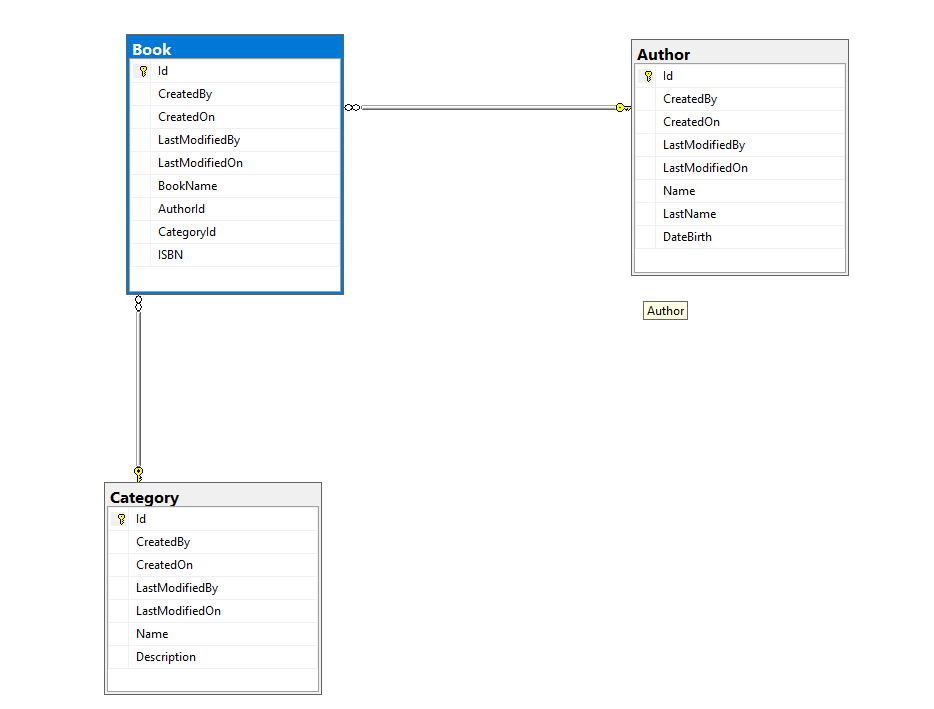 Book
Id
CreatedBy
CreatedOn
LastModifiedBy
LastModifiedOn
BookName
AuthorId
CategoryId
ISBN
Author
Id
CreatedBy
CreatedOn
LastModifiedBy
LastModifiedOn
Name
LastName
DateBirth
Author
Category
Id
CreatedBy
CreatedOn
LastModifiedBy
LastModifiedOn
Name
Description